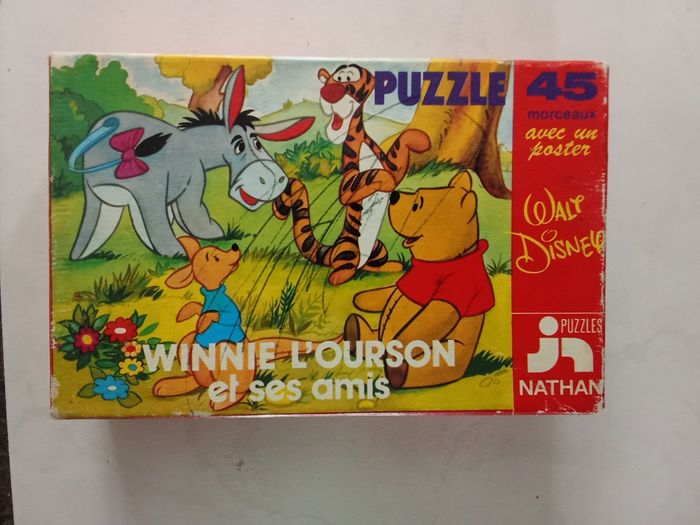 PUZZLE
45
morceaux
avec un
poster
WALT
DISNEY
PUZZLES
NATHAN
WINNIE L'OURSON
et ses amis